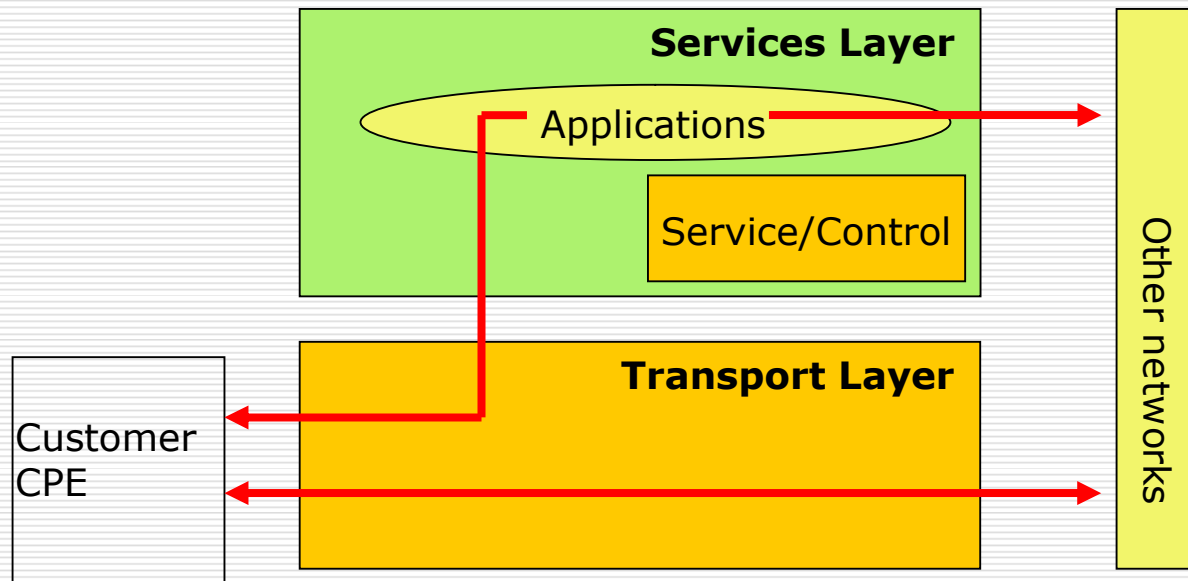 Services Layer
Applications
Service/Control
Transport Layer
Customer
CPE
Other networks